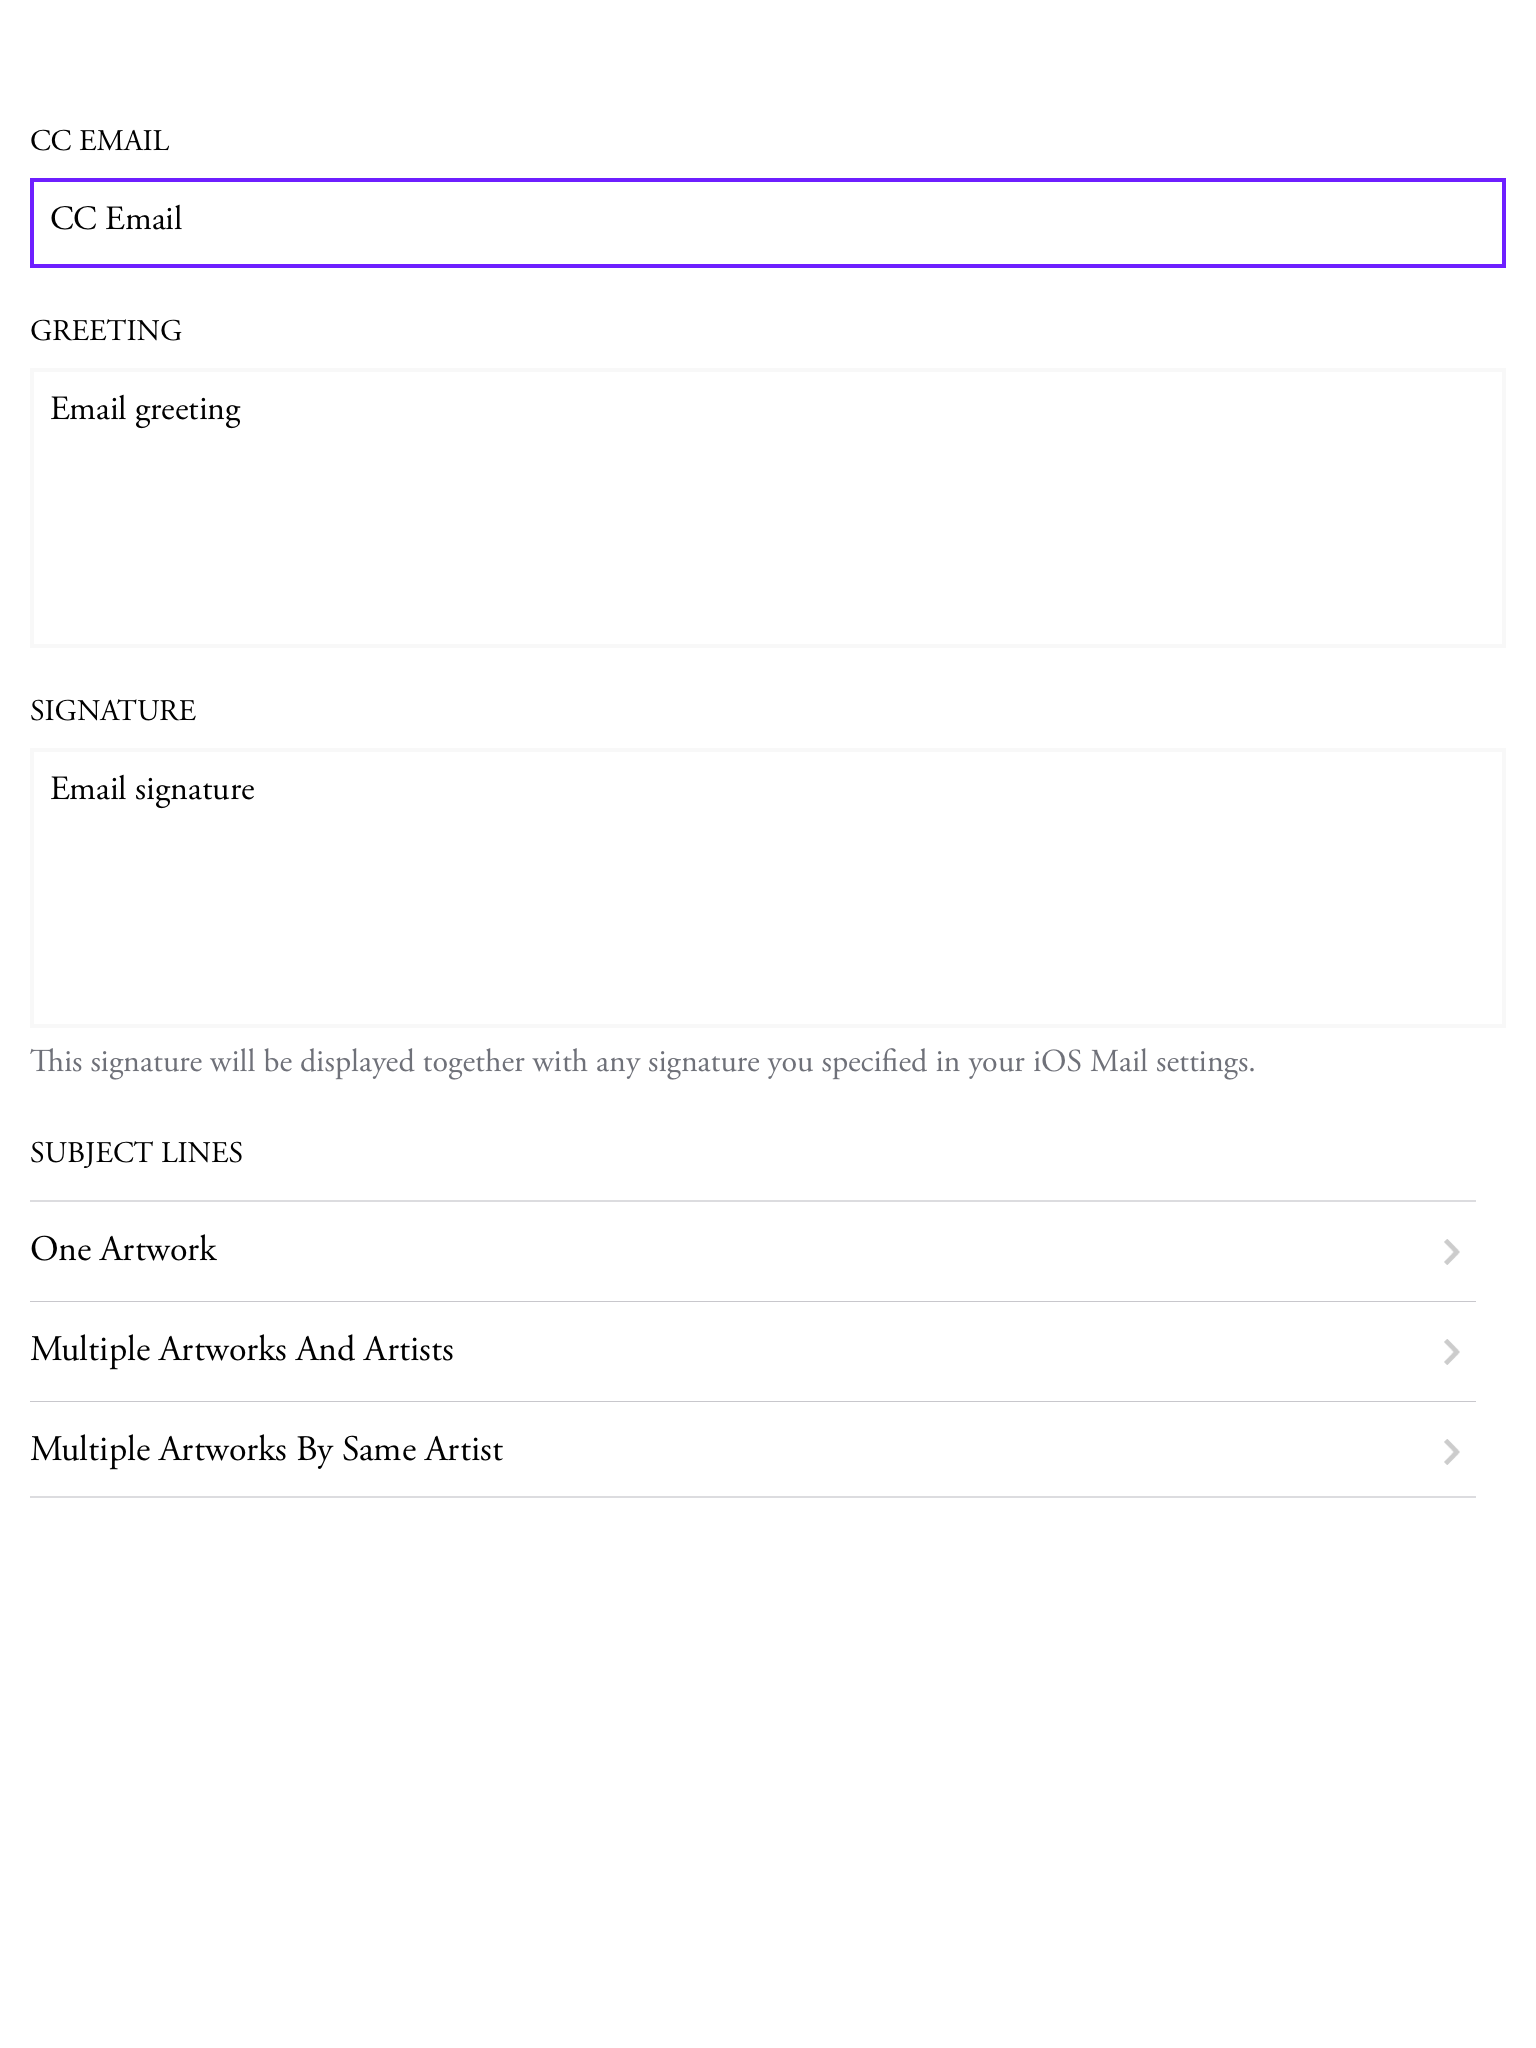 CC EMAIL
CC Email
GREETING
Email greeting
SIGNATURE
Email signature
This signature will be displayed together with any signature you specified in your iOS Mail settings.
SUBJECT LINES
One Artwork
Multiple Artworks And Artists
Multiple Artworks By Same Artist